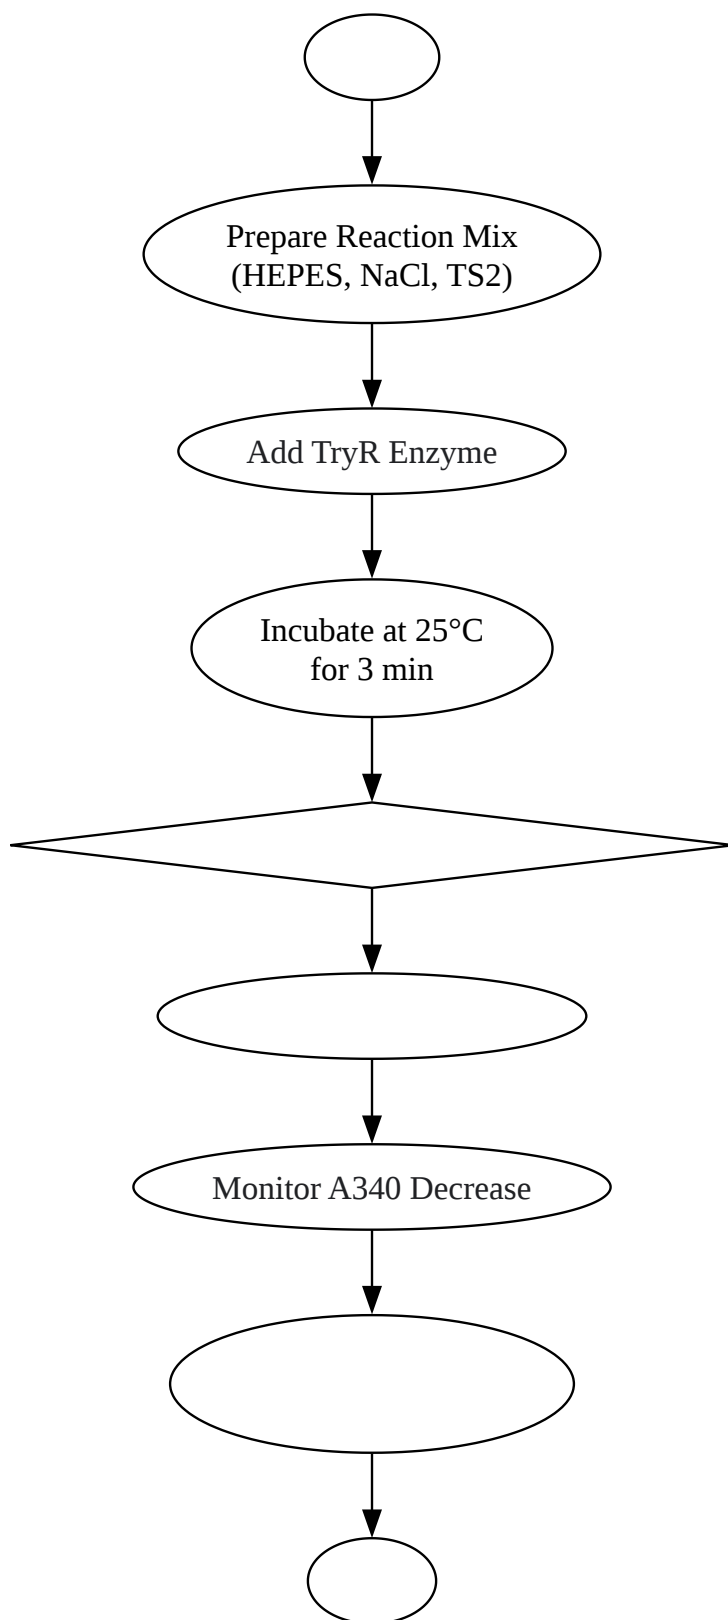 Prepare Reaction Mix
(HEPES, NaCl, TS2)
Add TryR Enzyme
Incubate at 25°C
for 3 min
Monitor A340 Decrease